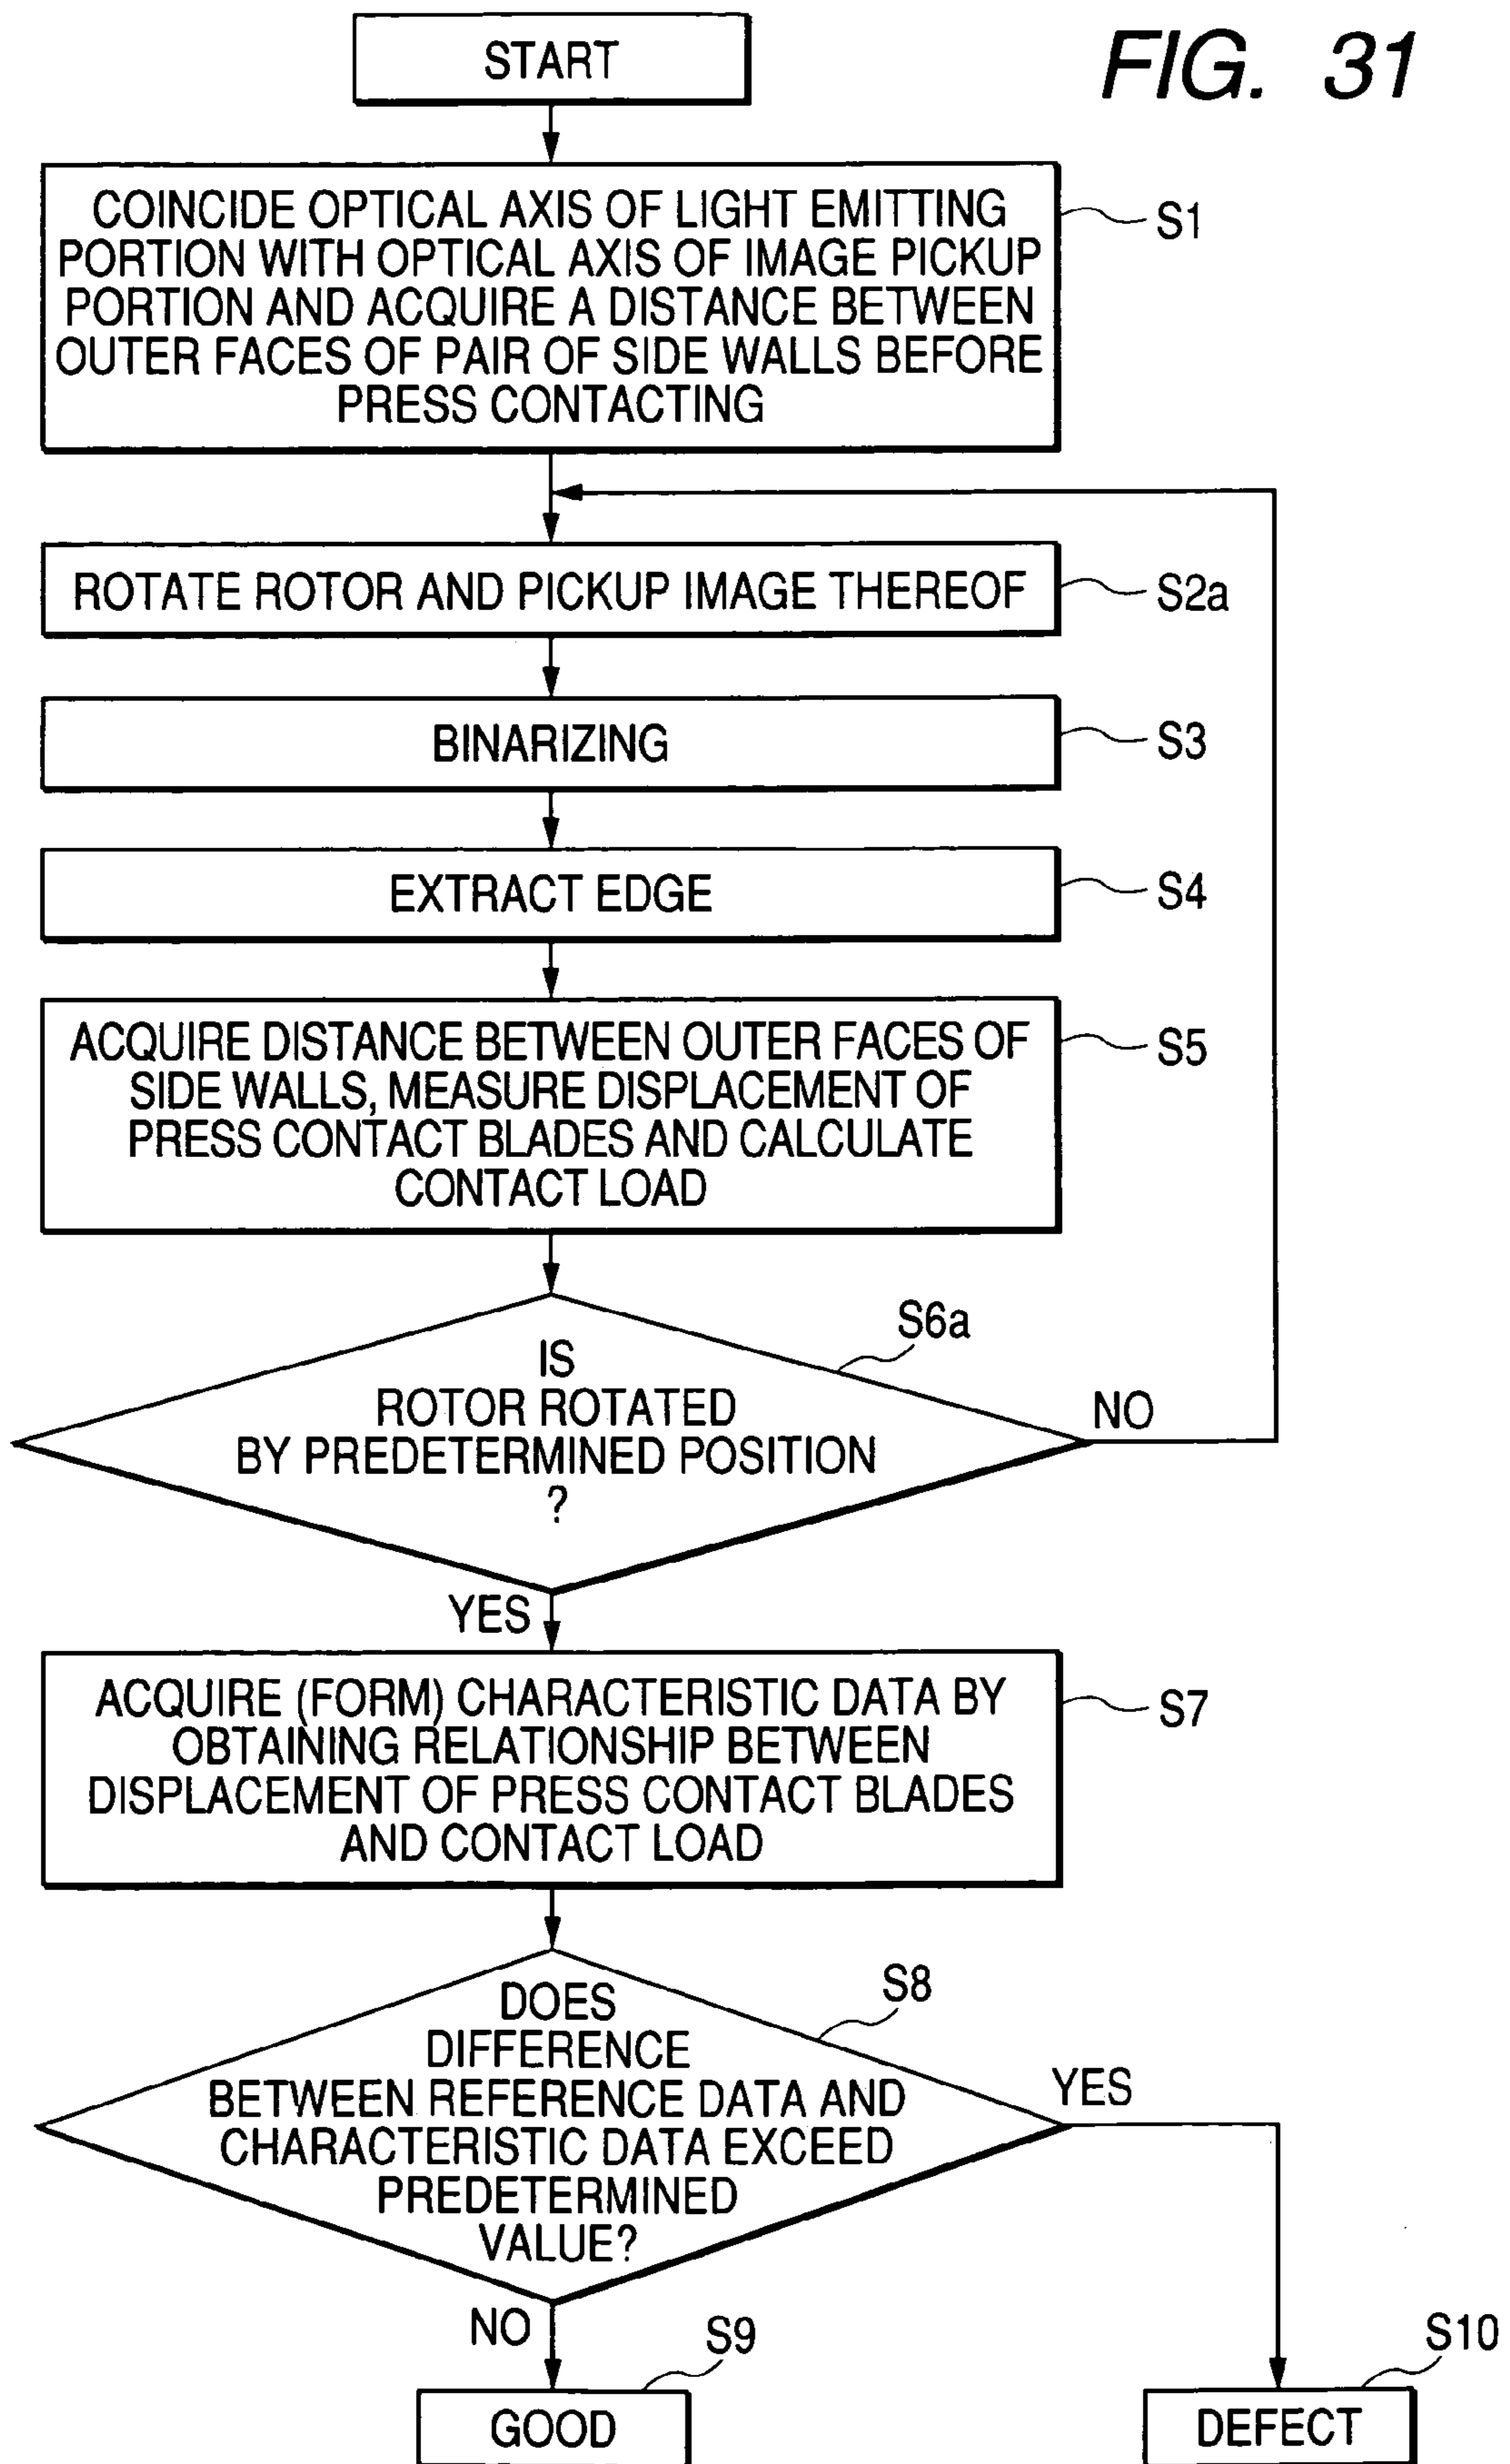 START
FIG. 31
COINCIDE OPTICAL AXIS OF LIGHT EMITTING
PORTION WITH OPTICAL AXIS OF IMAGE PICKUP
PORTION AND ACQUIRE A DISTANCE BETWEEN
OUTER FACES OF PAIR OF SIDE WALLS BEFORE
PRESS CONTACTING
S1
ROTATE ROTOR AND PICKUP IMAGE THEREOF
S2a
BINARIZING
S3
EXTRACT EDGE
S4
ACQUIRE DISTANCE BETWEEN OUTER FACES OF
SIDE WALLS, MEASURE DISPLACEMENT OF
PRESS CONTACT BLADES AND CALCULATE
CONTACT LOAD
S5
S6a
IS
ROTOR ROTATED
BY PREDETERMINED POSITION
?
NO
YES
ACQUIRE (FORM) CHARACTERISTIC DATA BY
OBTAINING RELATIONSHIP BETWEEN
DISPLACEMENT OF PRESS CONTACT BLADES
AND CONTACT LOAD
S7
S8
DOES
DIFFERENCE
BETWEEN REFERENCE DATA AND
CHARACTERISTIC DATA EXCEED
PREDETERMINED
VALUE?
YES
NO
S9
GOOD
S10
DEFECT